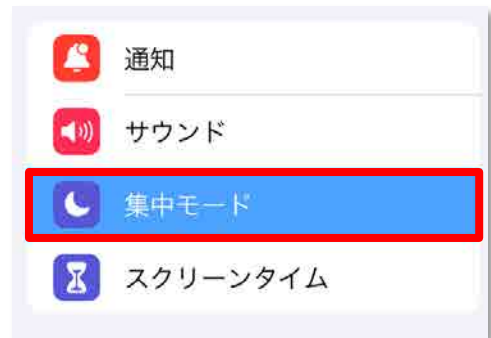 通知
サウンド
集中モード
スクリーンタイム